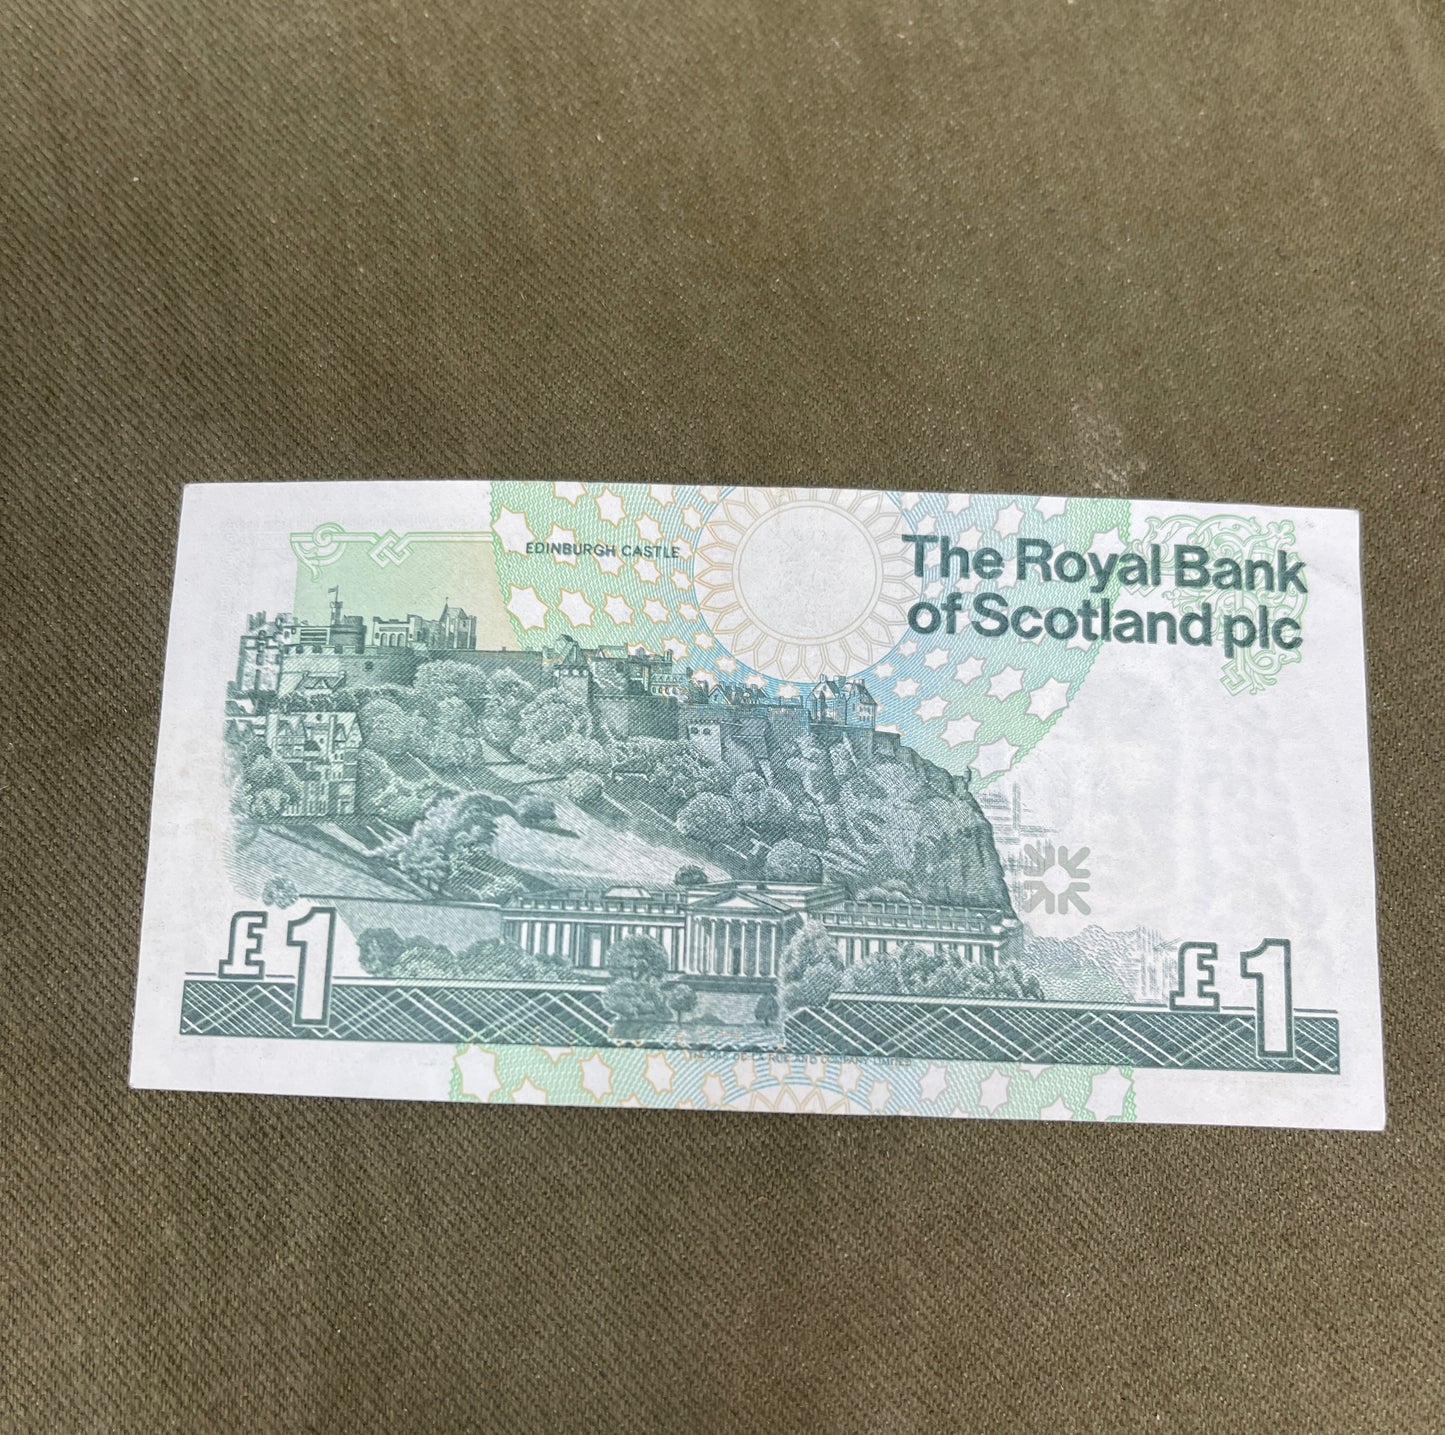 EDINBURGH CASTLE
The Royal Bank
of Scotland plc
£1
£1